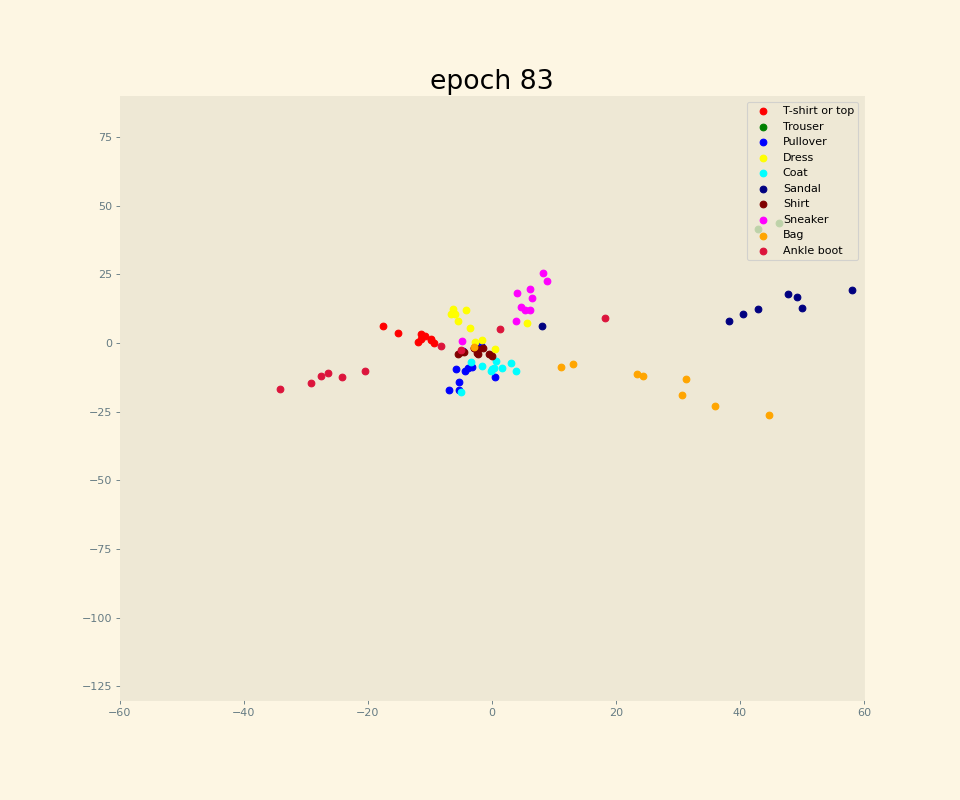 epoch 83
T-shirt or top
Trouser
Pullover
Dress
Coat
Sandal
Shirt
Sneaker
Bag
Ankle boot
75
50
25
0
−25
−50
−75
−100
−125
−60 −40 −20 0 20 40 60